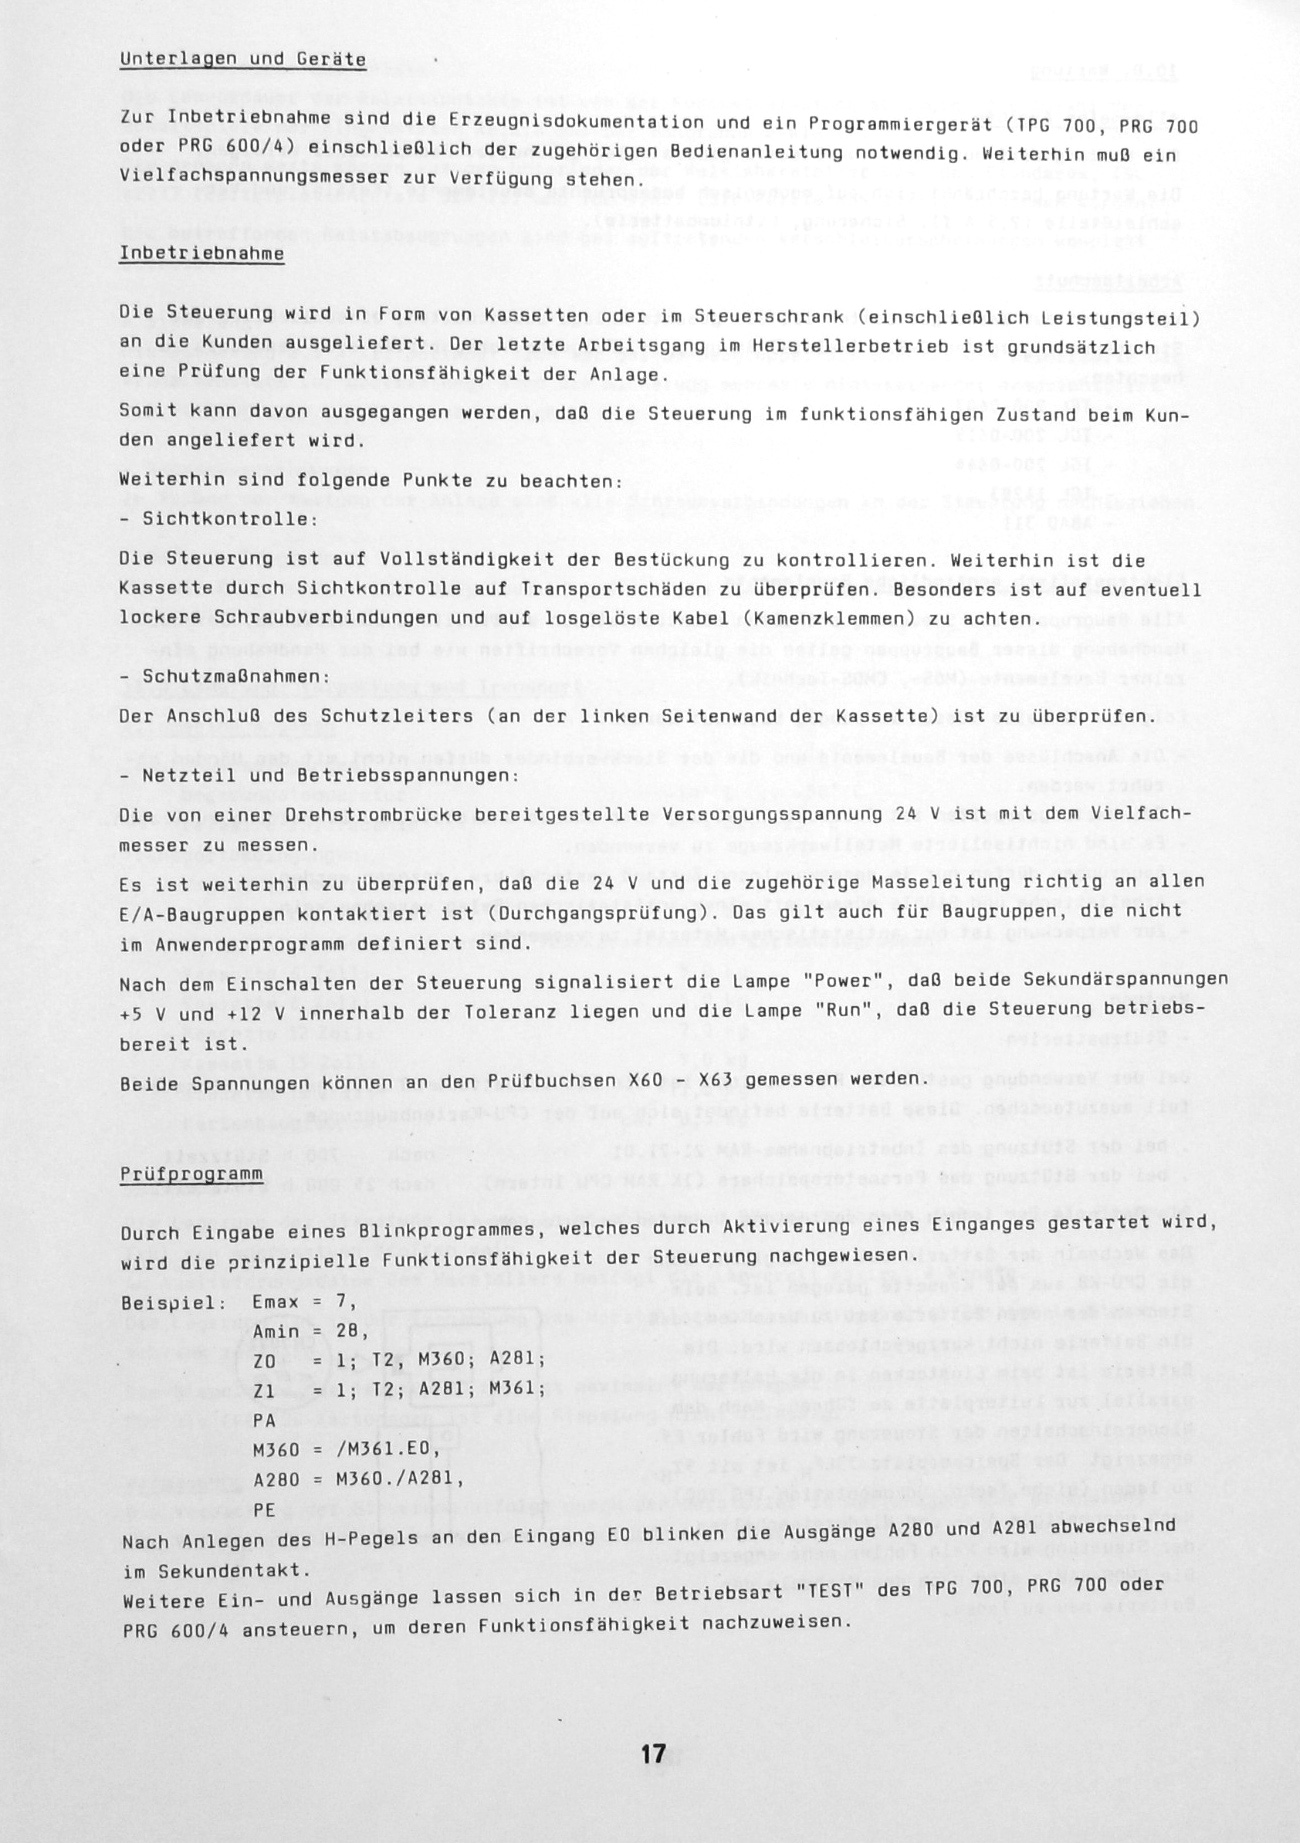 Unterlagen und Geräte
Zur Inbetriebnahme sind die Erzeugnisdokumentation und ein Programmiergerät (TPG 700, PRG 700
oder PRG 600/4) einschließlich der zugehörigen Bedienanleitung notwendig. Weiterhin muß ein
Vielfachspannungsmesser zur Verfügung stehen.
Inbetriebnahme
Die Steuerung wird in Form von Kassetten oder im Steuerschrank (einschließlich Leistungsteil)
an die Kunden ausgeliefert. Der letzte Arbeitsgang im Herstellerbetrieb ist grundsätzlich
eine Prüfung der Funktionsfähigkeit der Anlage.
Somit kann davon ausgegangen werden, daß die Steuerung im funktionsfähigen Zustand beim Kun-
den angeliefert wird.
Weiterhin sind folgende Punkte zu beachten:
- Sichtkontrolle:
Die Steuerung ist auf Vollständigkeit der Bestückung zu kontrollieren. Weiterhin ist die
Kassette durch Sichtkontrolle auf Transportschäden zu überprüfen. Besonders ist auf eventuell
lockere Schraubverbindungen und auf losgelöste Kabel (Kamenzklemmen) zu achten.
- Schutzmaßnahmen:
Der Anschluß des Schutzleiters (an der linken Seitenwand der Kassette) ist zu überprüfen.
- Netzteil und Betriebsspannungen:
Die von einer Drehstrombrücke bereitgestellte Versorgungsspannung 24 V ist mit dem Vielfach-
messer zu messen.
Es ist weiterhin zu überprüfen, daß die 24 V und die zugehörige Masseleitung richtig an allen
E/A-Baugruppen kontaktiert ist (Durchgangsprüfung). Das gilt auch für Baugruppen, die nicht
im Anwenderprogramm definiert sind.
Nach dem Einschalten der Steuerung signalisiert die Lampe "Power", daß beide Sekundärspannungen
+5 V und +12 V innerhalb der Toleranz liegen und die Lampe "Run", daß die Steuerung betriebs-
bereit ist.
Beide Spannungen können an den Prüfbuchsen X60 - X63 gemessen werden.
Prüfprogramm
Durch Eingabe eines Blinkprogrammes, welches durch Aktivierung eines Einganges gestartet wird,
wird die prinzipielle Funktionsfähigkeit der Steuerung nachgewiesen.
Beispiel: Emax = 7,
Amin = 28,
Z0 = 1; T2, M360; A281;
Z1 = 1; T2; A281; M361;
PA
M360 = /M361.E0,
A280 = M360./A281,
PE
Nach Anlegen des H-Pegels an den Eingang E0 blinken die Ausgänge A280 und A281 abwechselnd
im Sekundentakt.
Weitere Ein- und Ausgänge lassen sich in der Betriebsart "TEST" des TPG 700, PRG 700 oder
PRG 600/4 ansteuern, um deren Funktionsfähigkeit nachzuweisen.
17